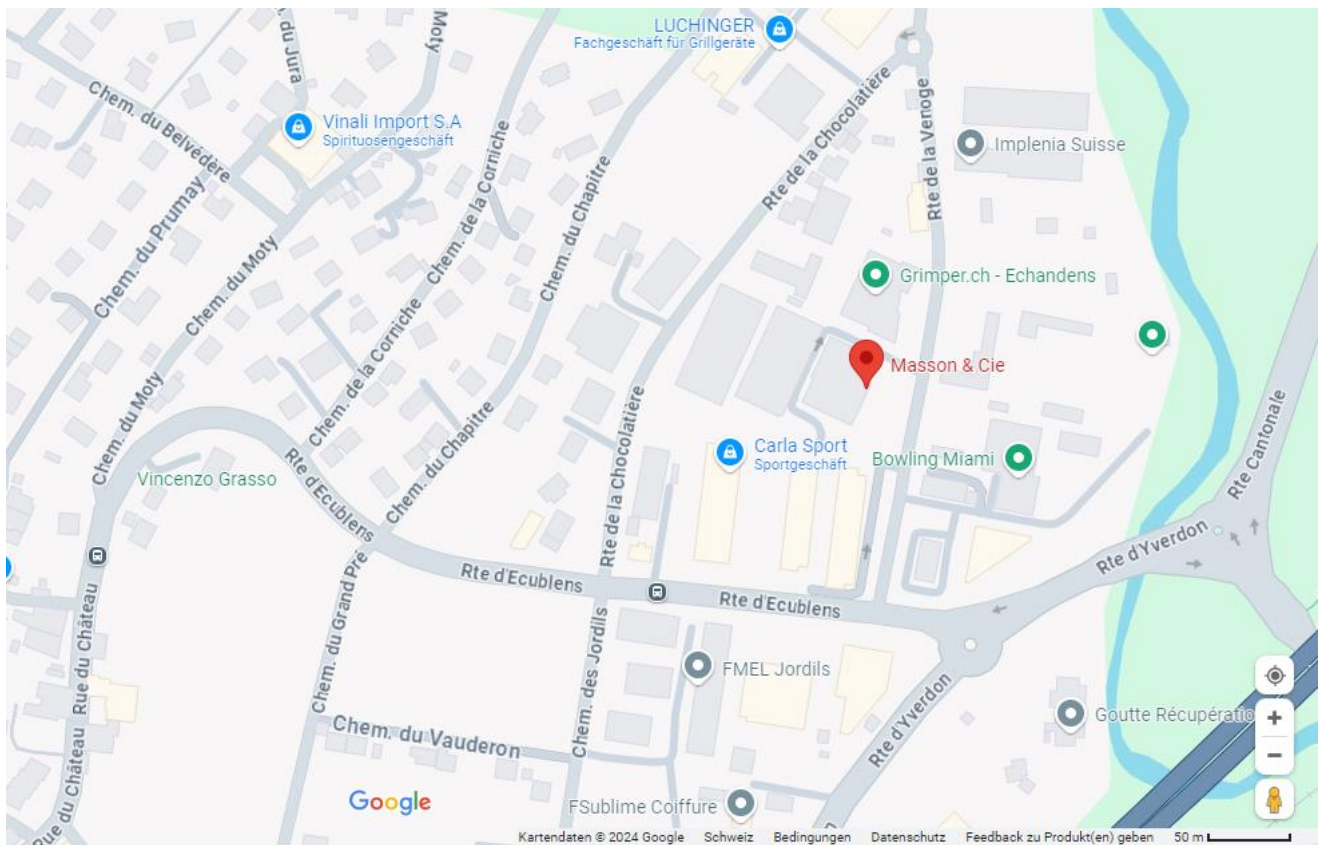 LUCHINGER
Fachgeschäft für Grillgeräte
Moty
Chem. du Jura
Chem. du Belvédère
Vinali Import S.A
Spirituosengeschäft
Implenia Suisse
Rte de la Chocolatière
Rte de la Venoge
Chem. de la Corniche
Chem. du Chapitre
Chem. du Prumay
Chem. du Moty
Grimper.ch - Echandens
Chem. de la Corniche
Masson & Cie
Chem. du Moty
Rte de la Chocolatière
Chem. du Chapitre
Carla Sport
Sportgeschäft
Bowling Miami
Rte Cantonale
Vincenzo Grasso
Rte d'Ecublens
Rte de la Chocolatière
Rte d'Yverdon
Rte d'Ecublens
Rte d'Ecublens
Rue du Château
Chem. du Grand Pre
Chem. des Jordils
FMEL Jordils
Rte d'Yverdon
Goutte Récupératio
Chem. du Vauderon
Rue du Château
Google
FSublime Coiffure
Kartendaten © 2024 Google Schweiz Bedingungen Datenschutz Feedback zu Produkt(en) geben 50 m